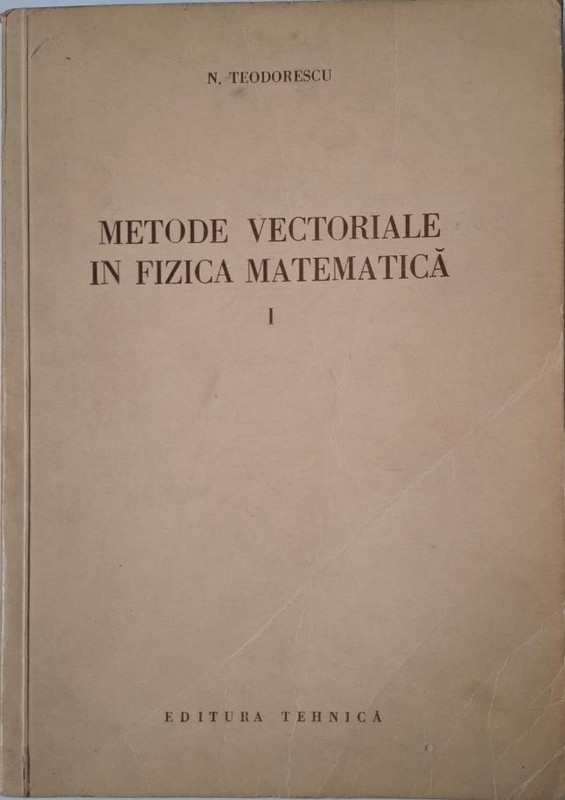 N. TEODORESCU
METODE VECTORIALE
IN FIZICA MATEMATICĂ
I
EDITURA TEHNICĂ